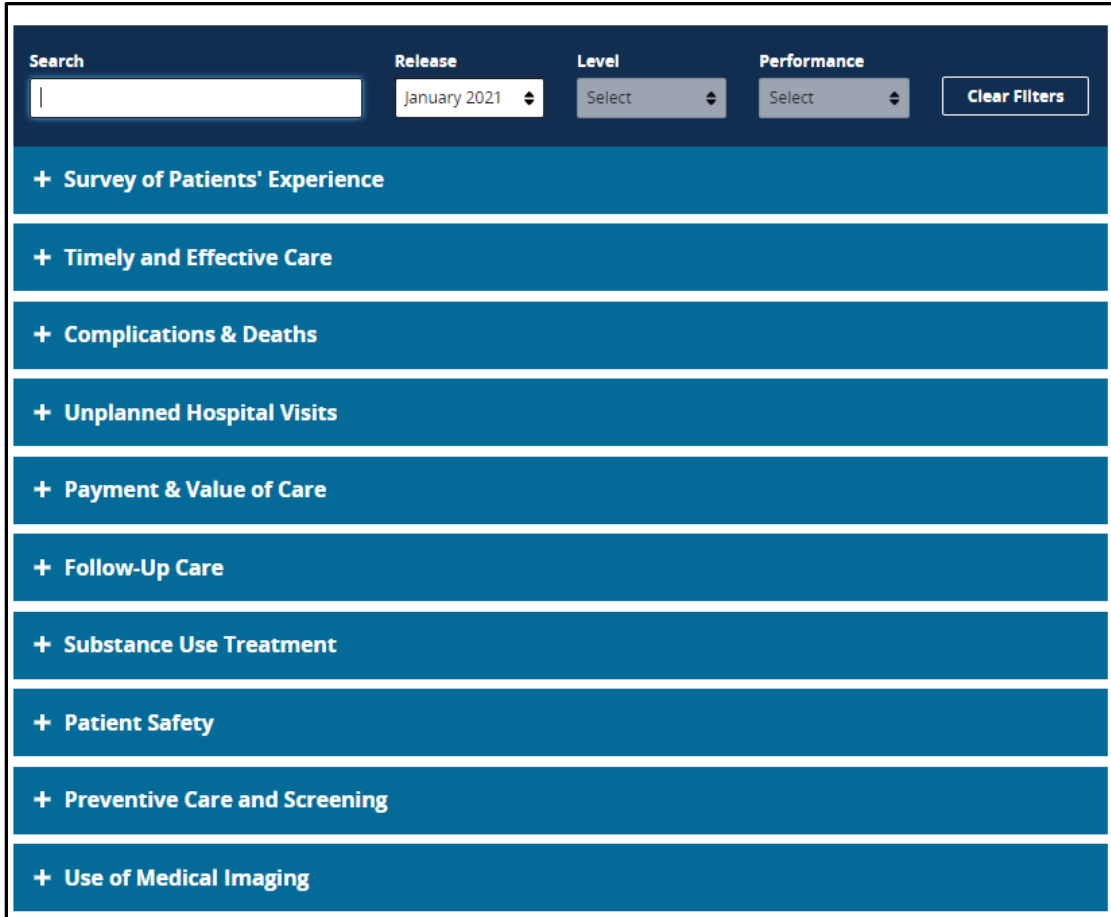 Search Release Level Performance
January 2021 Select Select Clear Filters
+ Survey of Patients' Experience
+ Timely and Effective Care
+ Complications & Deaths
+ Unplanned Hospital Visits
+ Payment & Value of Care
+ Follow-Up Care
+ Substance Use Treatment
+ Patient Safety
+ Preventive Care and Screening
+ Use of Medical Imaging